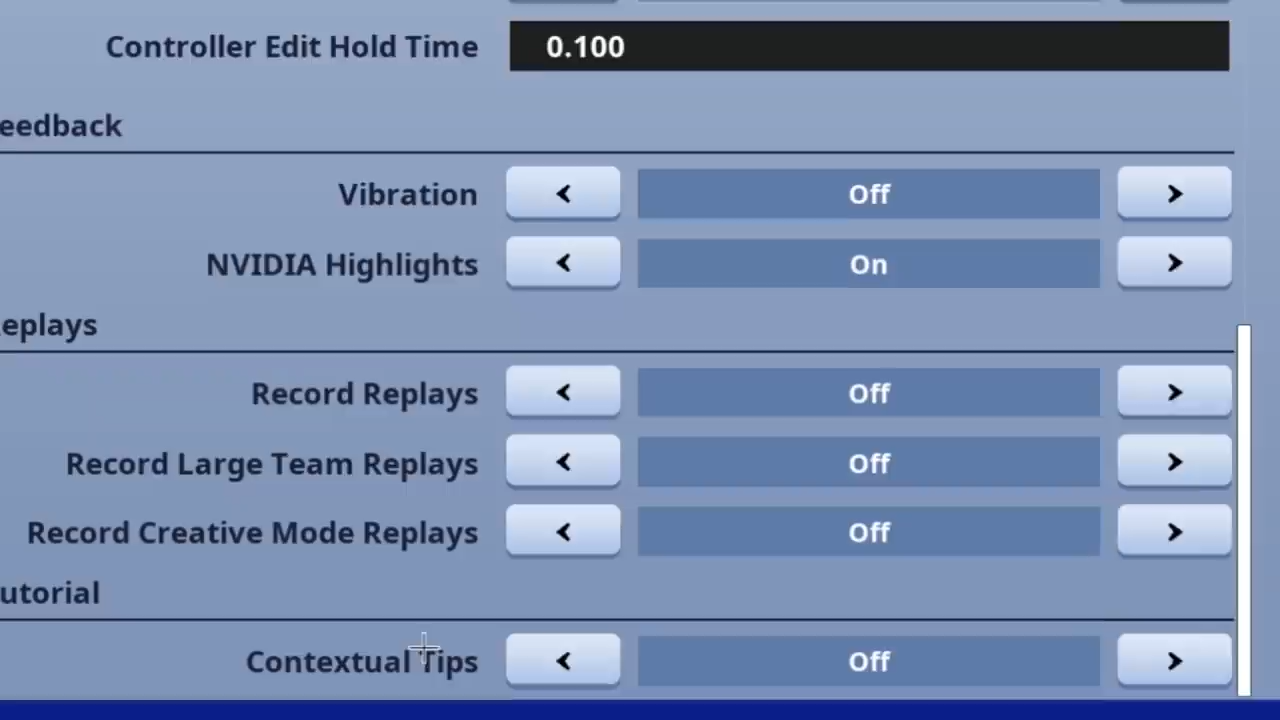 Controller Edit Hold Time 0.100
eedback
Vibration < Off >
NVIDIA Highlights < On >
eplays
Record Replays < Off >
Record Large Team Replays < Off >
Record Creative Mode Replays < Off >
utorial
Contextual Tips < Off >